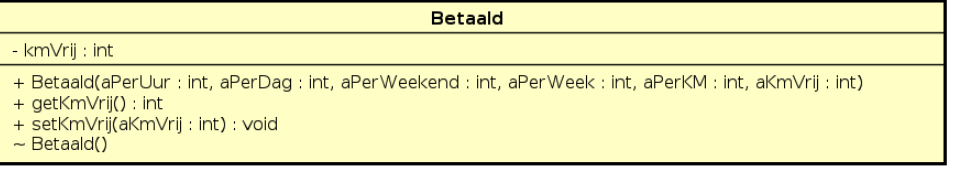 Betaald
- kmVrij : int
+ Betaald(aPerUur : int, aPerDag : int, aPerWeekend : int, aPerWeek : int, aPerKM : int, aKmVrij : int)
+ getKmVrij() : int
+ setKmVrij(aKmVrij : int) : void
~ Betaald()